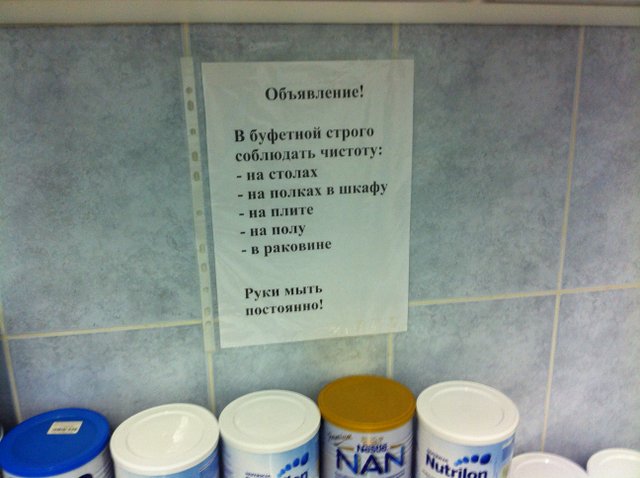 Объявление!
В буфетной строго
соблюдать чистоту:
- на столах
- на полках в шкафу
- на плите
- на полу
- в раковине
Руки мыть
постоянно!
Nestle
NAN
Nutrilon